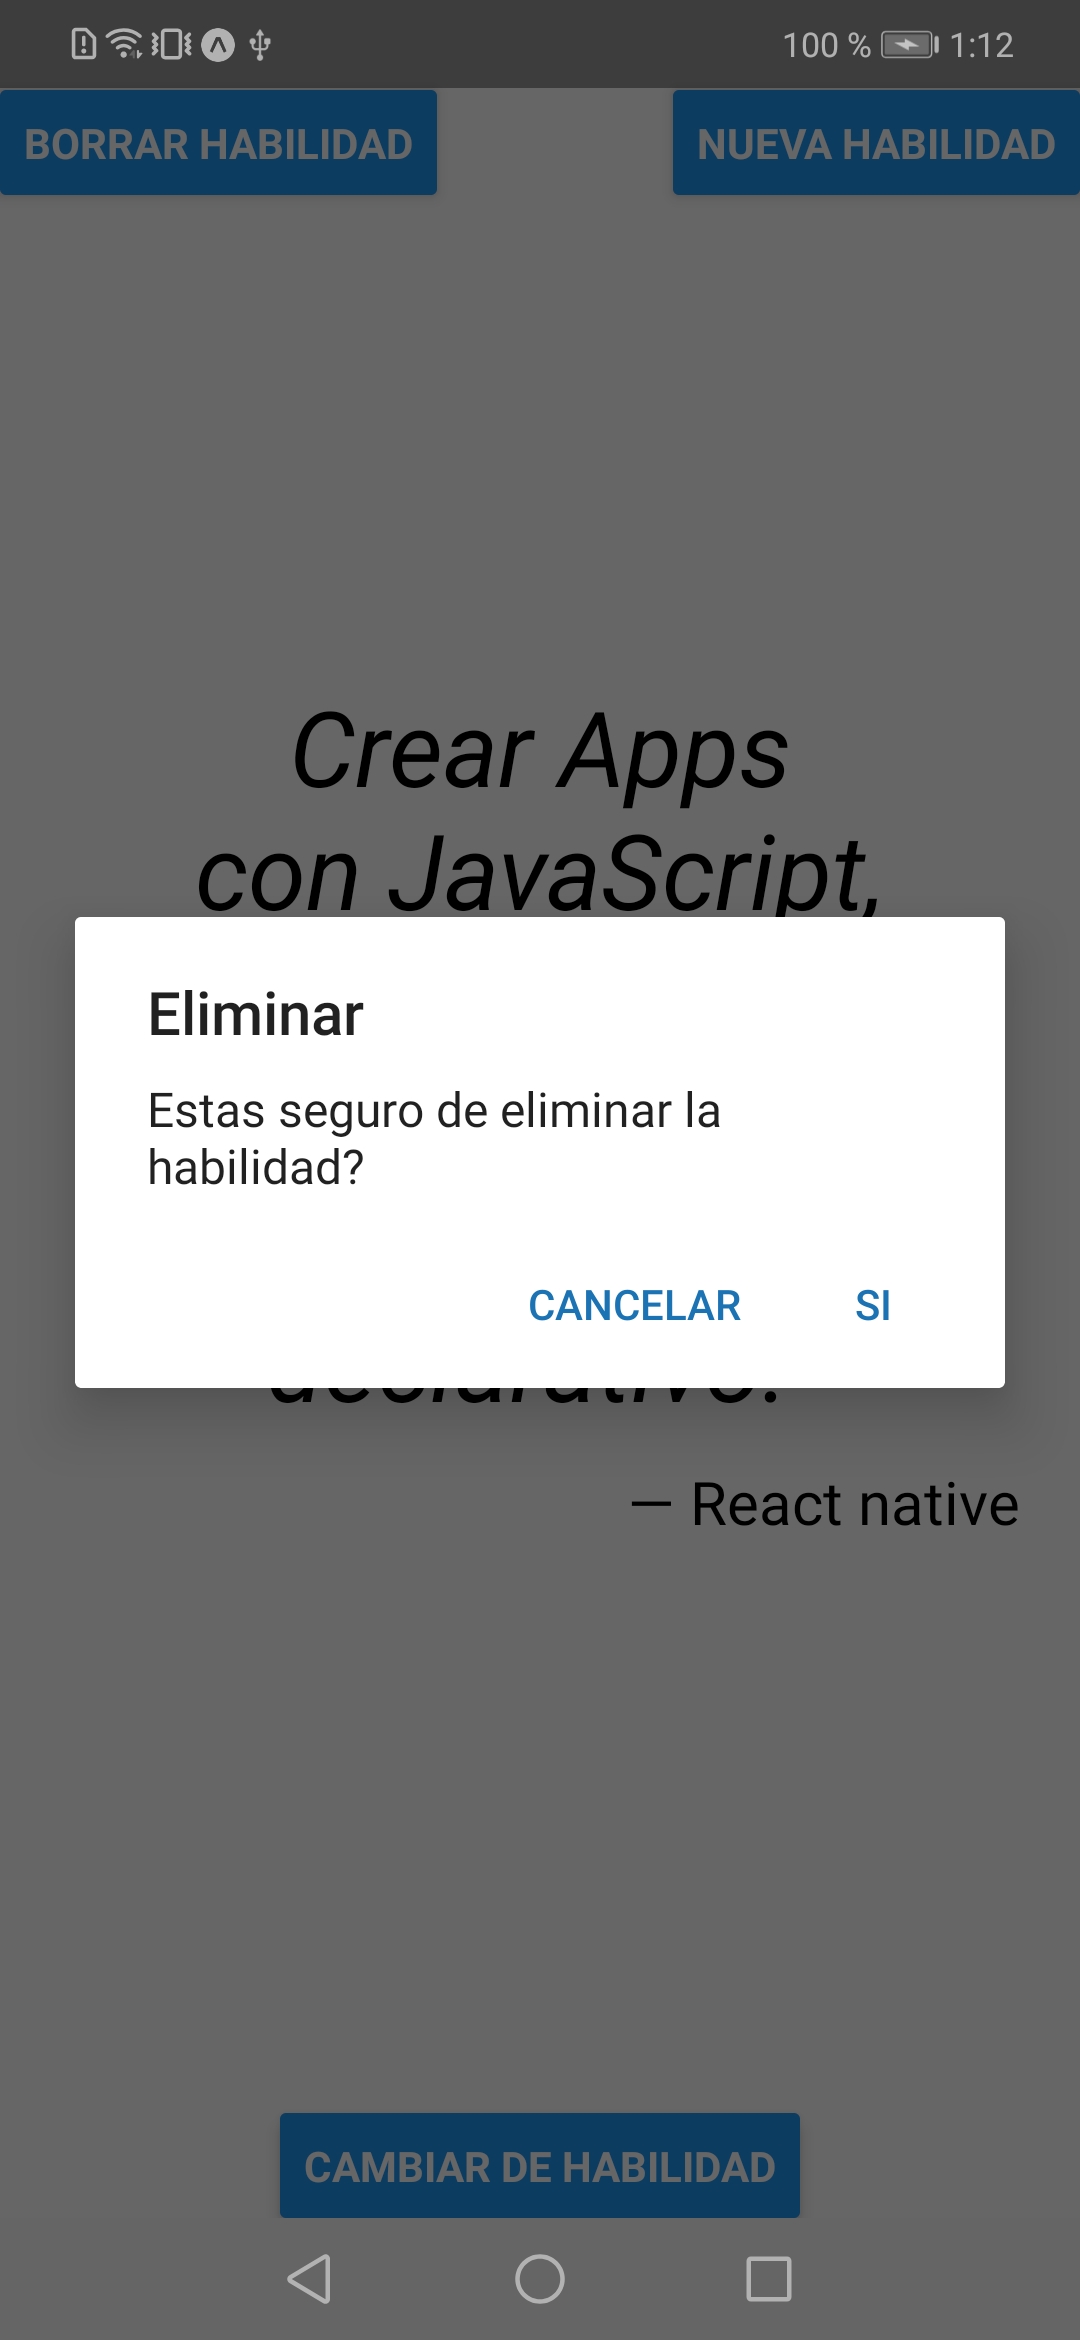 100 % 1:12
BORRAR HABILIDAD NUEVA HABILIDAD
Crear Apps
con JavaScript,
Eliminar
Estas seguro de eliminar la
habilidad?
CANCELAR SI
— React native
CAMBIAR DE HABILIDAD